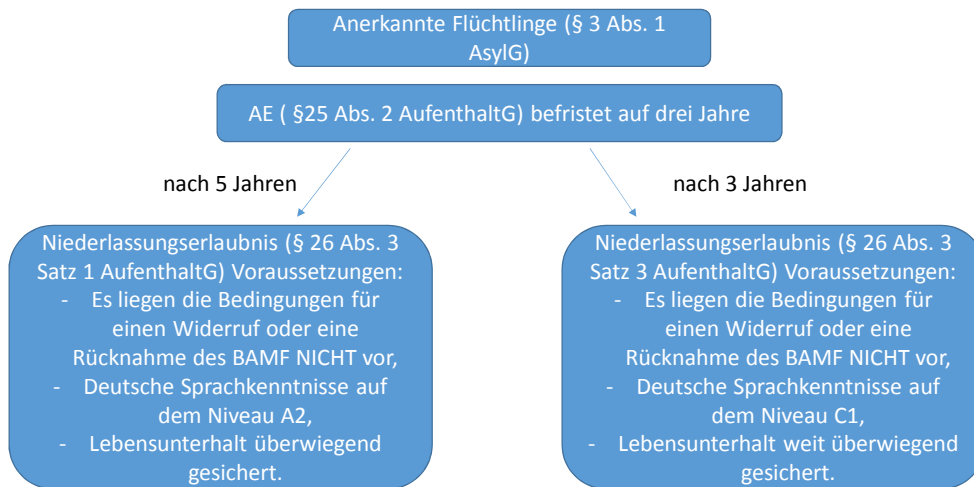 Anerkannte Flüchtlinge (§ 3 Abs. 1
AsylG)
AE ( §25 Abs. 2 AufenthaltG) befristet auf drei Jahre
nach 5 Jahren
nach 3 Jahren
Niederlassungserlaubnis (§ 26 Abs. 3
Satz 1 AufenthaltG) Voraussetzungen:
- Es liegen die Bedingungen für
einen Widerruf oder eine
Rücknahme des BAMF NICHT vor,
- Deutsche Sprachkenntnisse auf
dem Niveau A2,
- Lebensunterhalt überwiegend
gesichert.
Niederlassungserlaubnis (§ 26 Abs. 3
Satz 3 AufenthaltG) Voraussetzungen:
- Es liegen die Bedingungen für
einen Widerruf oder eine
Rücknahme des BAMF NICHT vor,
- Deutsche Sprachkenntnisse auf
dem Niveau C1,
- Lebensunterhalt weit überwiegend
gesichert.